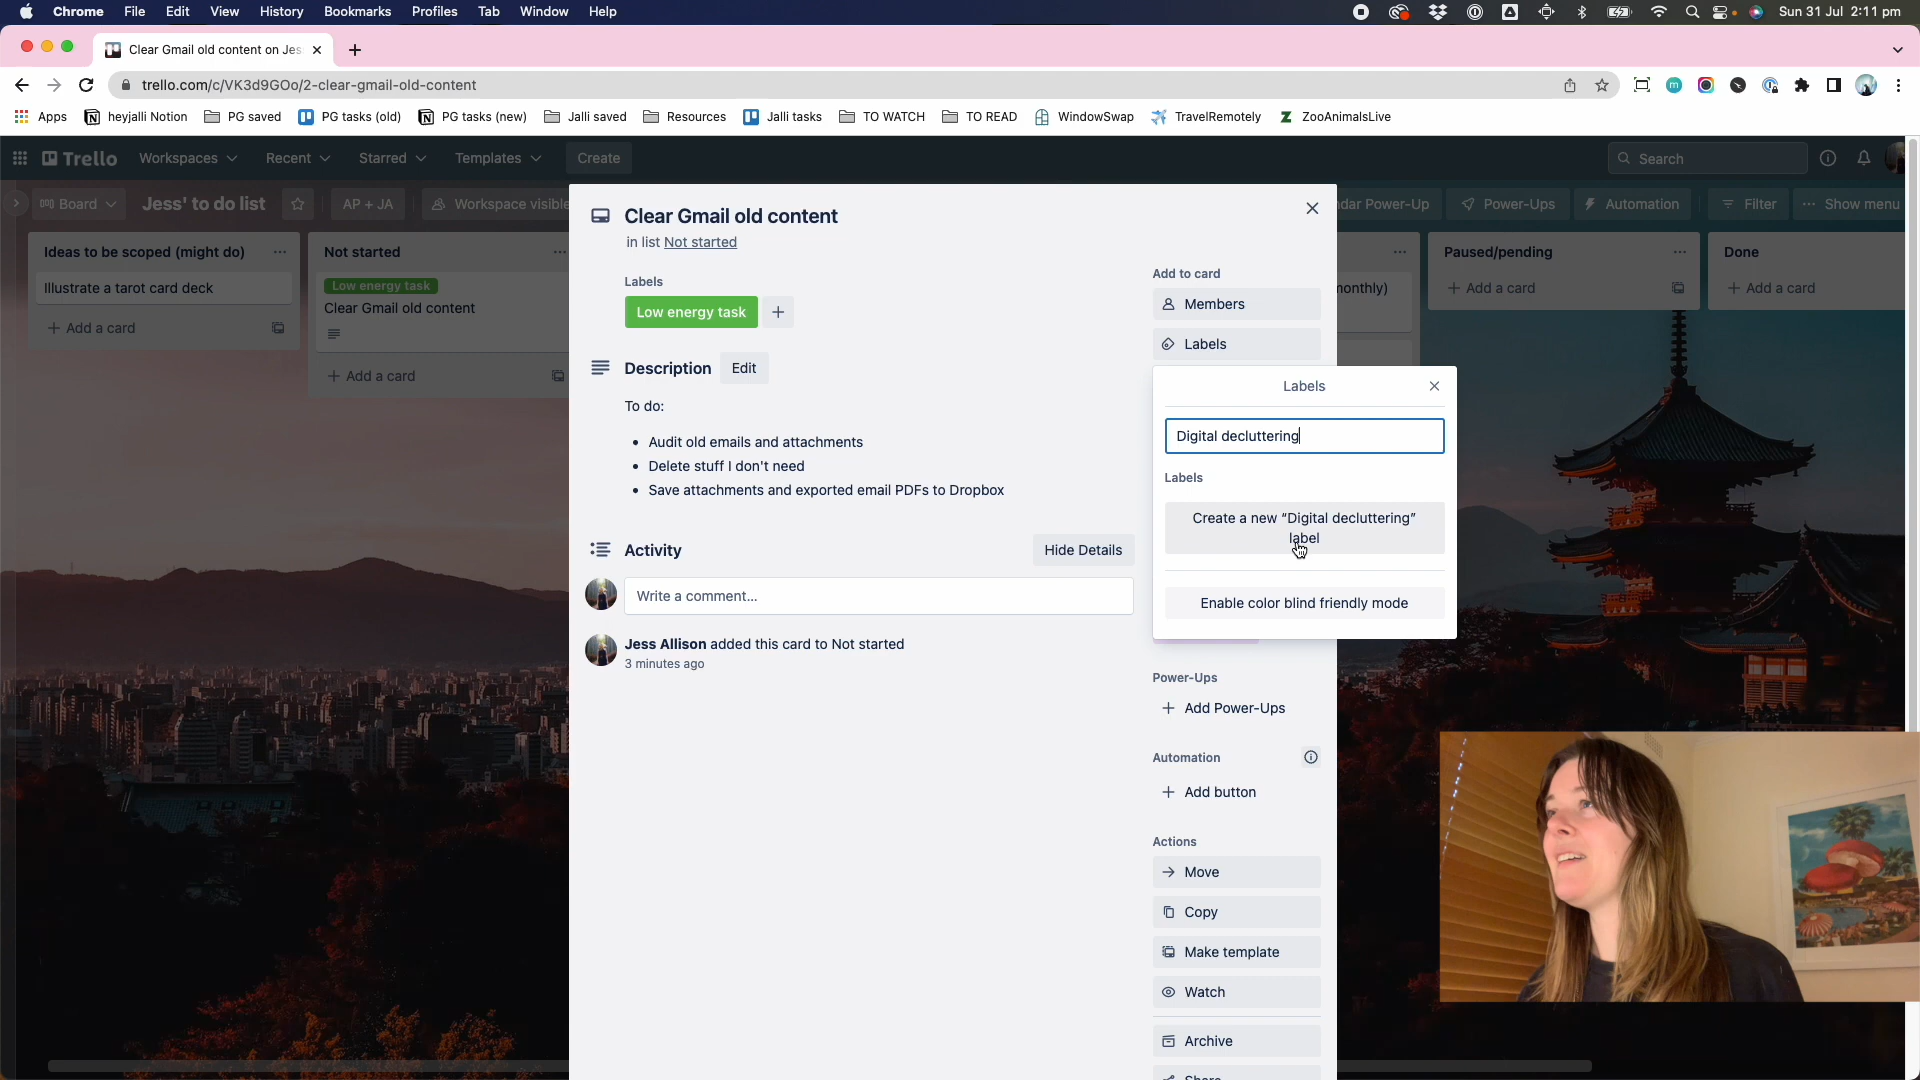 Chrome File Edit View History Bookmarks Profiles Tab Window Help Sun 31 Jul 2:11 pm
Clear Gmail old content on Jes
trello.com/c/VK3d9GOo/2-clear-gmail-old-content
Apps heyjalli Notion PG saved PG tasks (old) PG tasks (new) Jalli saved Resources Jalli tasks TO WATCH TO READ WindowSwap TravelRemotely ZooAnimalsLive
Trello Workspaces Recent Starred Templates Create Search
Board Jess' to do list AP + JA Workspace visible
ndar Power-Up Power-Ups Automation Filter Show menu
Ideas to be scoped (might do)
Illustrate a tarot card deck
+ Add a card
Not started
Low energy task
Clear Gmail old content
+ Add a card
Clear Gmail old content
in list Not started
Labels
Low energy task +
Description Edit
To do:
• Audit old emails and attachments
• Delete stuff I don't need
• Save attachments and exported email PDFs to Dropbox
Activity Hide Details
Write a comment...
Jess Allison added this card to Not started
3 minutes ago
Add to card
Members
Labels
Labels
Digital decluttering
Labels
Create a new “Digital decluttering”
label
Enable color blind friendly mode
Power-Ups
+ Add Power-Ups
Automation
+ Add button
Actions
Move
Copy
Make template
Watch
Archive
Share
onthly)
Paused/pending
+ Add a card
Done
+ Add a card